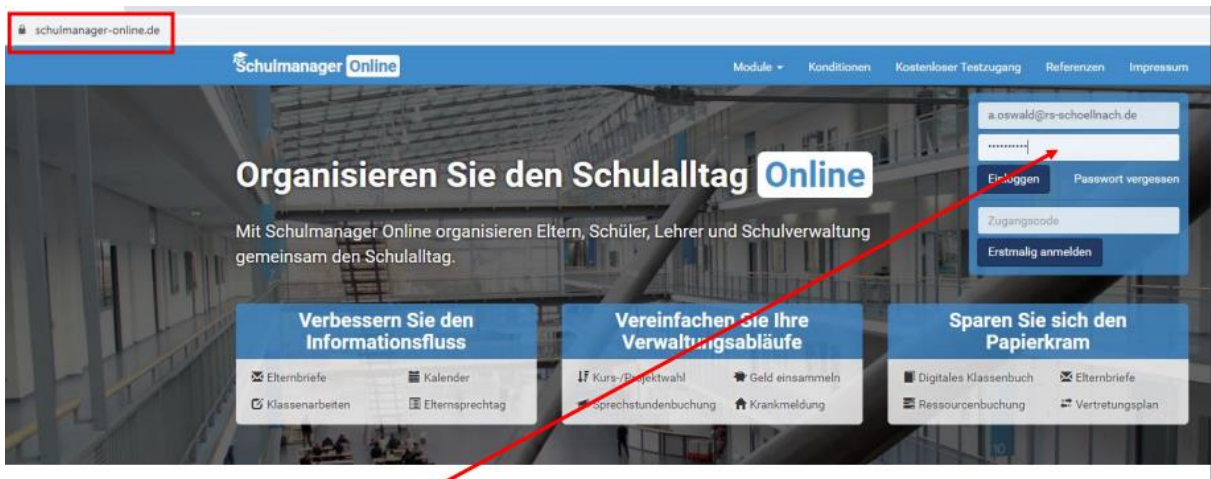 schulmanager-online.de
Schulmanager Online
Module Konditionen Kostenloser Testzugang Referenzen Impressum
a.oswald@rs-schoellnach.de
••••••••••
Einloggen Passwort vergessen
Zugangscode
Erstmalig anmelden
Organisieren Sie den Schulalltag Online
Mit Schulmanager Online organisieren Eltern, Schüler, Lehrer und Schulverwaltung
gemeinsam den Schulalltag.
Verbessern Sie den
Informationsfluss
Elternbriefe Kalender
Klassenarbeiten Elternsprechtag
Vereinfachen Sie Ihre
Verwaltungsabläufe
Kurs-/Projektwahl Geld einsammeln
Sprechstundenbuchung Krankmeldung
Sparen Sie sich den
Papierkram
Digitales Klassenbuch Elternbriefe
Ressourcenbuchung Vertretungsplan